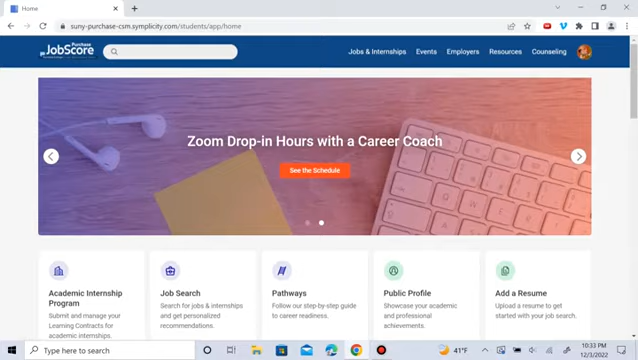 Home
suny-purchase-csm.symplicity.com/students/app/home
Purchase
JobScore
Jobs & Internships Events Employers Resources Counseling
Zoom Drop-in Hours with a Career Coach
See the Schedule
Academic Internship Program
Submit and manage your Learning Contracts for academic internships.
Job Search
Search for jobs & internships and get personalized recommendations.
Pathways
Follow our step-by-step guide to career readiness.
Public Profile
Showcase your academic and professional achievements.
Add a Resume
Upload a resume to get started with your job search.
Type here to search
41°F
10:33 PM
12/3/2022